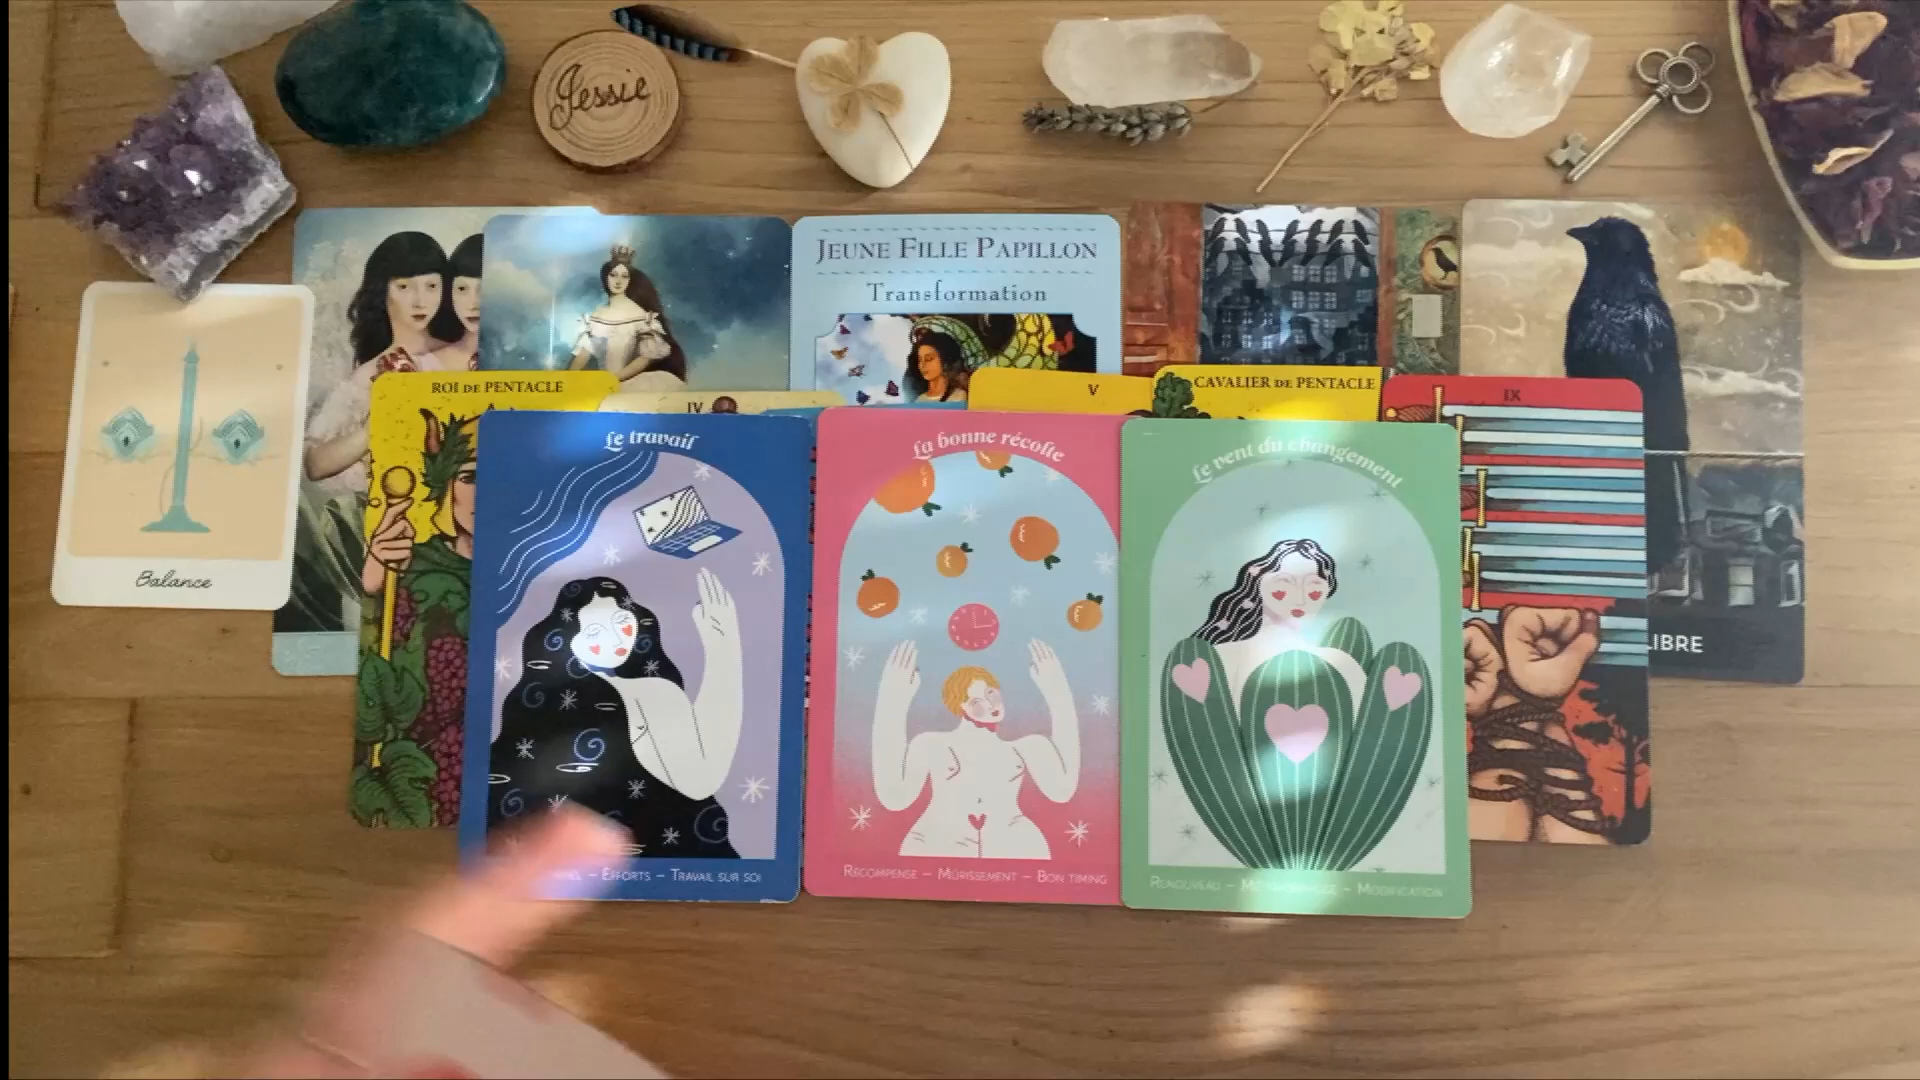 Jessie
JEUNE FILLE PAPILLON
Transformation
ROI DE PENTACLE
IV
V
CAVALIER DE PENTACLE
IX
Balance
Le travail
La bonne récolte
Le vent du changement
LIBRE
– EFFORTS – TRAVAIL SUR SOI
RÉCOMPENSE – MÛRISSEMENT – BON TIMING
RENOUVEAU – MÉTAMORPHOSE – MODIFICATION